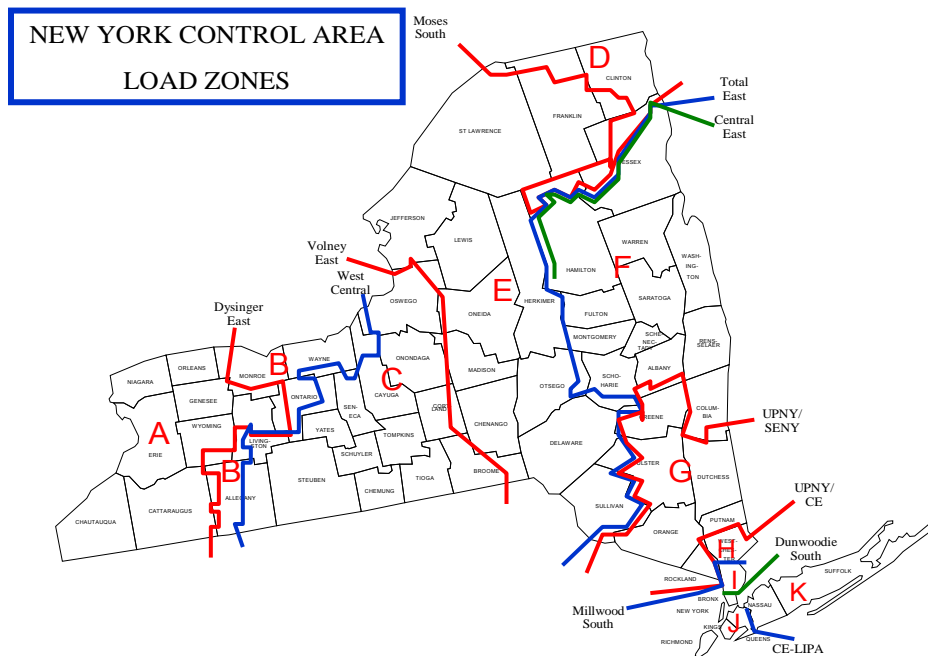 NEW YORK CONTROL AREA
LOAD ZONES
Moses
South
D
CLINTON
Total
East
Central
East
FRANKLIN
ST LAWRENCE
ESSEX
JEFFERSON
LEWIS
WARREN
WASH-
ING-
TON
Volney
East
West
Central
HAMILTON
F
E
OSWEGO
HERKIMER
SARATOGA
Dysinger
East
ONEIDA
FULTON
MONTGOMERY
SCHE-
NEC-
TADY
RENS-
SELAER
WAYNE
ONONDAGA
B
ORLEANS
MONROE
MADISON
NIAGARA
C
SCHO-
HARIE
ALBANY
GENESEE
ONTARIO
SEN-
ECA
CAYUGA
OTSEGO
CORT
LAND
COLUM-
BIA
GREENE
UPNY/
SENY
A
WYOMING
CHENANGO
YATES
TOMPKINS
LIVING-
STON
DELAWARE
ERIE
SCHUYLER
ULSTER
B
G
BROOME
TIOGA
DUTCHESS
STEUBEN
CHEMUNG
ALLEGANY
UPNY/
CE
SULLIVAN
CATTARAUGUS
CHAUTAUQUA
PUTNAM
ORANGE
WEST-
CHES-
TER
H
Dunwoodie
South
SUFFOLK
ROCKLAND
I
K
BRONX
NASSAU
Millwood
South
NEW YORK
KINGS
J
QUEENS
RICHMOND
CE-LIPA